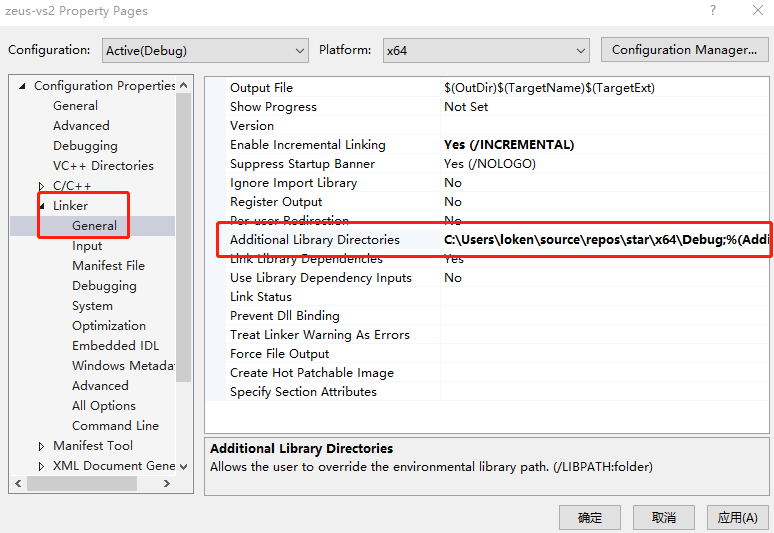 zeus-vs2 Property Pages
?
Configuration: Active(Debug) Platform: x64 Configuration Manager...
Configuration Properties
General
Advanced
Debugging
VC++ Directories
C/C++
Linker
General
Input
Manifest File
Debugging
System
Optimization
Embedded IDL
Windows Metada
Advanced
All Options
Command Line
Manifest Tool
XML Document Gene
Output File $(OutDir)$(TargetName)$(TargetExt)
Show Progress Not Set
Version
Enable Incremental Linking Yes (/INCREMENTAL)
Suppress Startup Banner Yes (/NOLOGO)
Ignore Import Library No
Register Output No
Per-user Redirection No
Additional Library Directories C:\Users\loken\source\repos\star\x64\Debug;%(Addi
Link Library Dependencies Yes
Use Library Dependency Inputs No
Link Status
Prevent Dll Binding
Treat Linker Warning As Errors
Force File Output
Create Hot Patchable Image
Specify Section Attributes
Additional Library Directories
Allows the user to override the environmental library path. (/LIBPATH:folder)
确定 取消 应用(A)